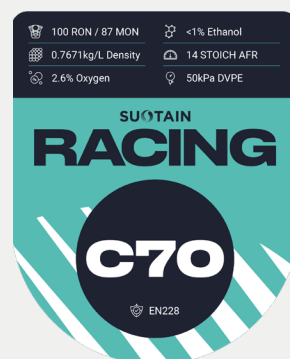 100 RON / 87 MON
<1% Ethanol
0.7671kg/L Density
14 STOICH AFR
2.6% Oxygen
50kPa DVPE
SUSTAIN
RACING
C70
EN228